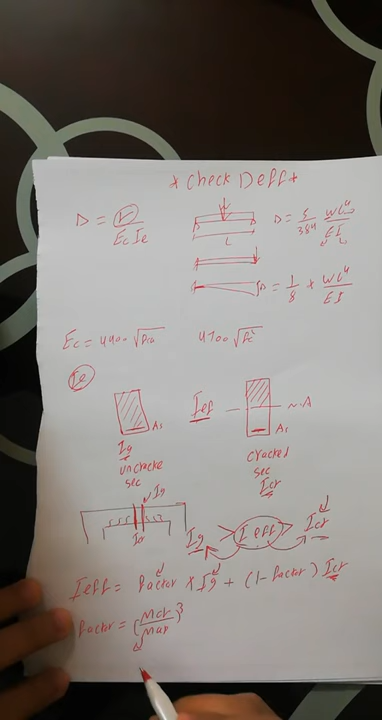 * Check Deff *
Δ = F / Ec Ie
L
Δ = 5/384 WL⁴/EI
Δ = 1/8 * WL⁴/EI
Ec = 4400 √Fcu 4700 √fc'
Ie
As
Ief
N.A
As
Ig
uncracke
sec
cracked
sec
Icr
Ig
Icr
Ig > I eff > Icr
Ieff = factor × Ig + (1 - factor) Icr
factor = (Mcr/Max)³